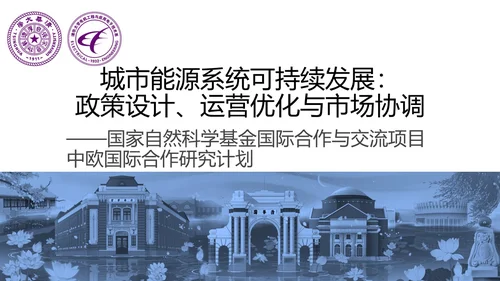 城市能源系统可持续发展：
政策设计、运营优化与市场协调
——国家自然科学基金国际合作与交流项目
中欧国际合作研究计划